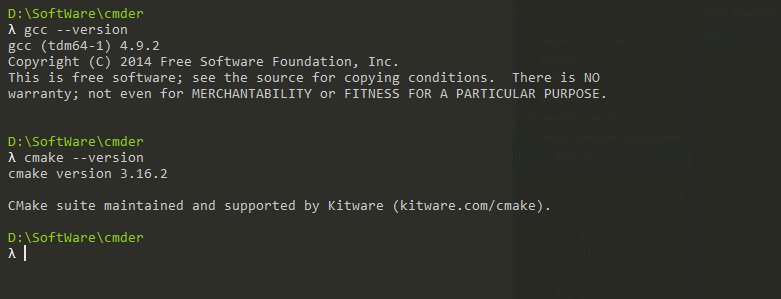 D:\SoftWare\cmder
λ gcc --version
gcc (tdm64-1) 4.9.2
Copyright (C) 2014 Free Software Foundation, Inc.
This is free software; see the source for copying conditions.  There is NO
warranty; not even for MERCHANTABILITY or FITNESS FOR A PARTICULAR PURPOSE.
D:\SoftWare\cmder
λ cmake --version
cmake version 3.16.2
CMake suite maintained and supported by Kitware (kitware.com/cmake).
D:\SoftWare\cmder
λ